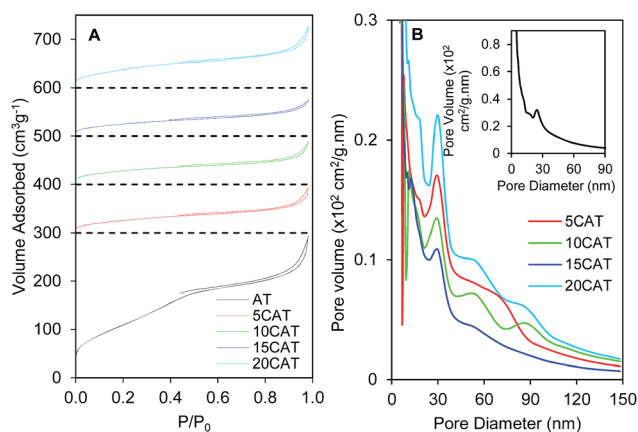 A
Volume Adsorbed (cm³g⁻¹)
700
600
500
400
300
200
100
0
0.0 0.2 0.4 0.6 0.8 1.0
P/P₀
AT
5CAT
10CAT
15CAT
20CAT
B
Pore volume (x10² cm²/g.nm)
0.3
0.2
0.1
0
0 30 60 90 120 150
Pore Diameter (nm)
Pore Volume (x10²
cm²/g.nm)
0.8
0.6
0.4
0.2
0
0 30 60 90
Pore Diameter (nm)
5CAT
10CAT
15CAT
20CAT